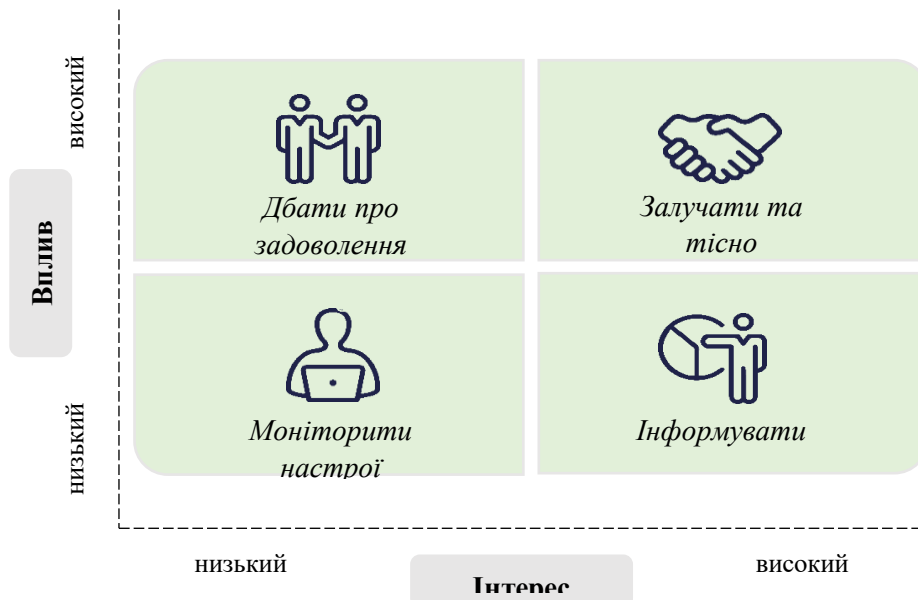 високий
Вплив
низький
Дбати про
задоволення
Залучати та
тісно
Моніторити
настрої
Інформувати
низький
високий
Інтерес